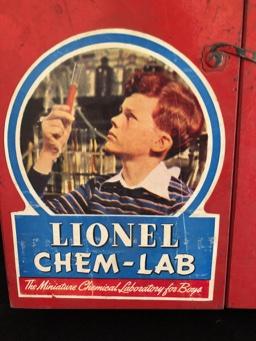 LIONEL
CHEM-LAB
The Miniature Chemical Laboratory for Boys